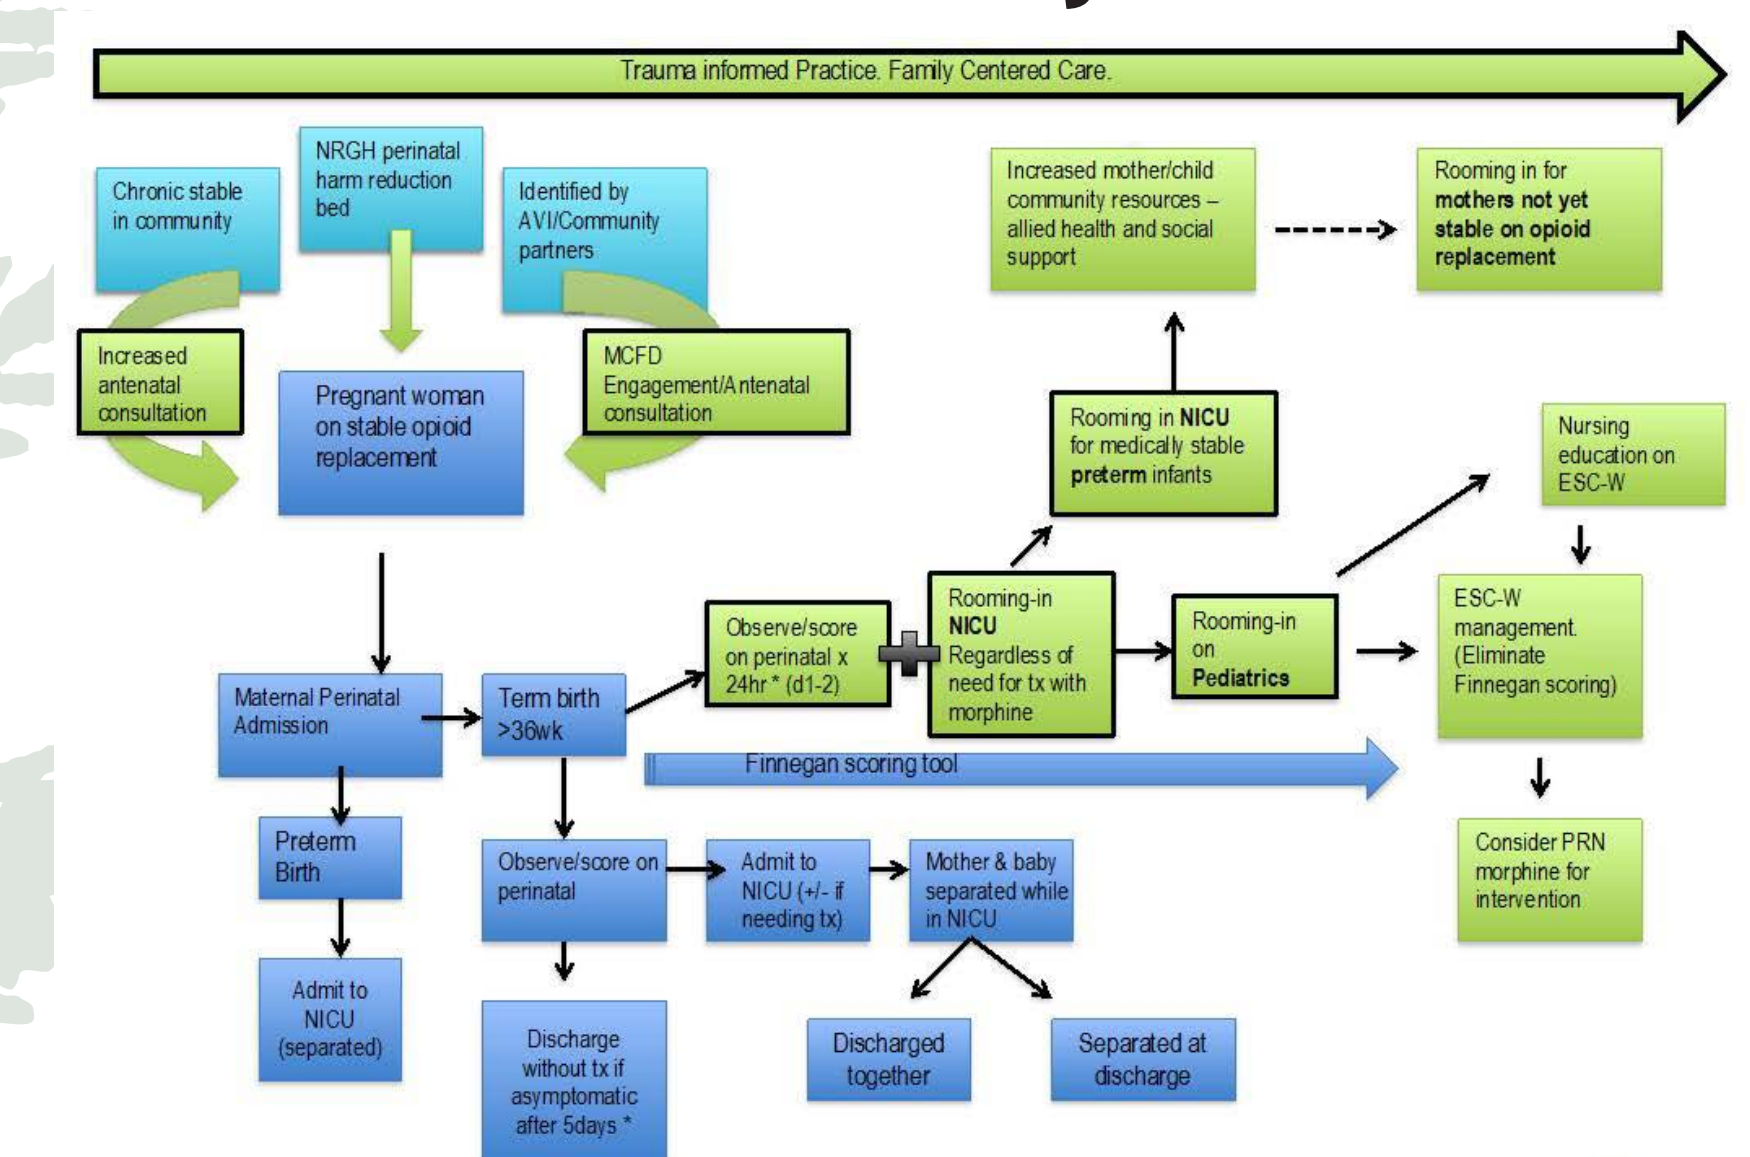 Trauma informed Practice. Family Centered Care.
Chronic stable
in community
NRGH perinatal
harm reduction
bed
Identified by
AVI/Community
partners
Increased mother/child
community resources –
allied health and social
support
Rooming in for
mothers not yet
stable on opioid
replacement
Increased
antenatal
consultation
Pregnant woman
on stable opioid
replacement
MCFD
Engagement/Antenatal
consultation
Rooming in NICU
for medically stable
preterm infants
Nursing
education on
ESC-W
Maternal Perinatal
Admission
Term birth
>36wk
Observe/score
on perinatal x
24hr * (d1-2)
Rooming-in
NICU
Regardless of
need for tx with
morphine
Rooming-in
on
Pediatrics
ESC-W
management.
(Eliminate
Finnegan scoring)
Finnegan scoring tool
Preterm
Birth
Observe/score on
perinatal
Admit to
NICU (+/- if
needing tx)
Mother & baby
separated while
in NICU
Consider PRN
morphine for
intervention
Admit to
NICU
(separated)
Discharge
without tx if
asymptomatic
after 5days *
Discharged
together
Separated at
discharge